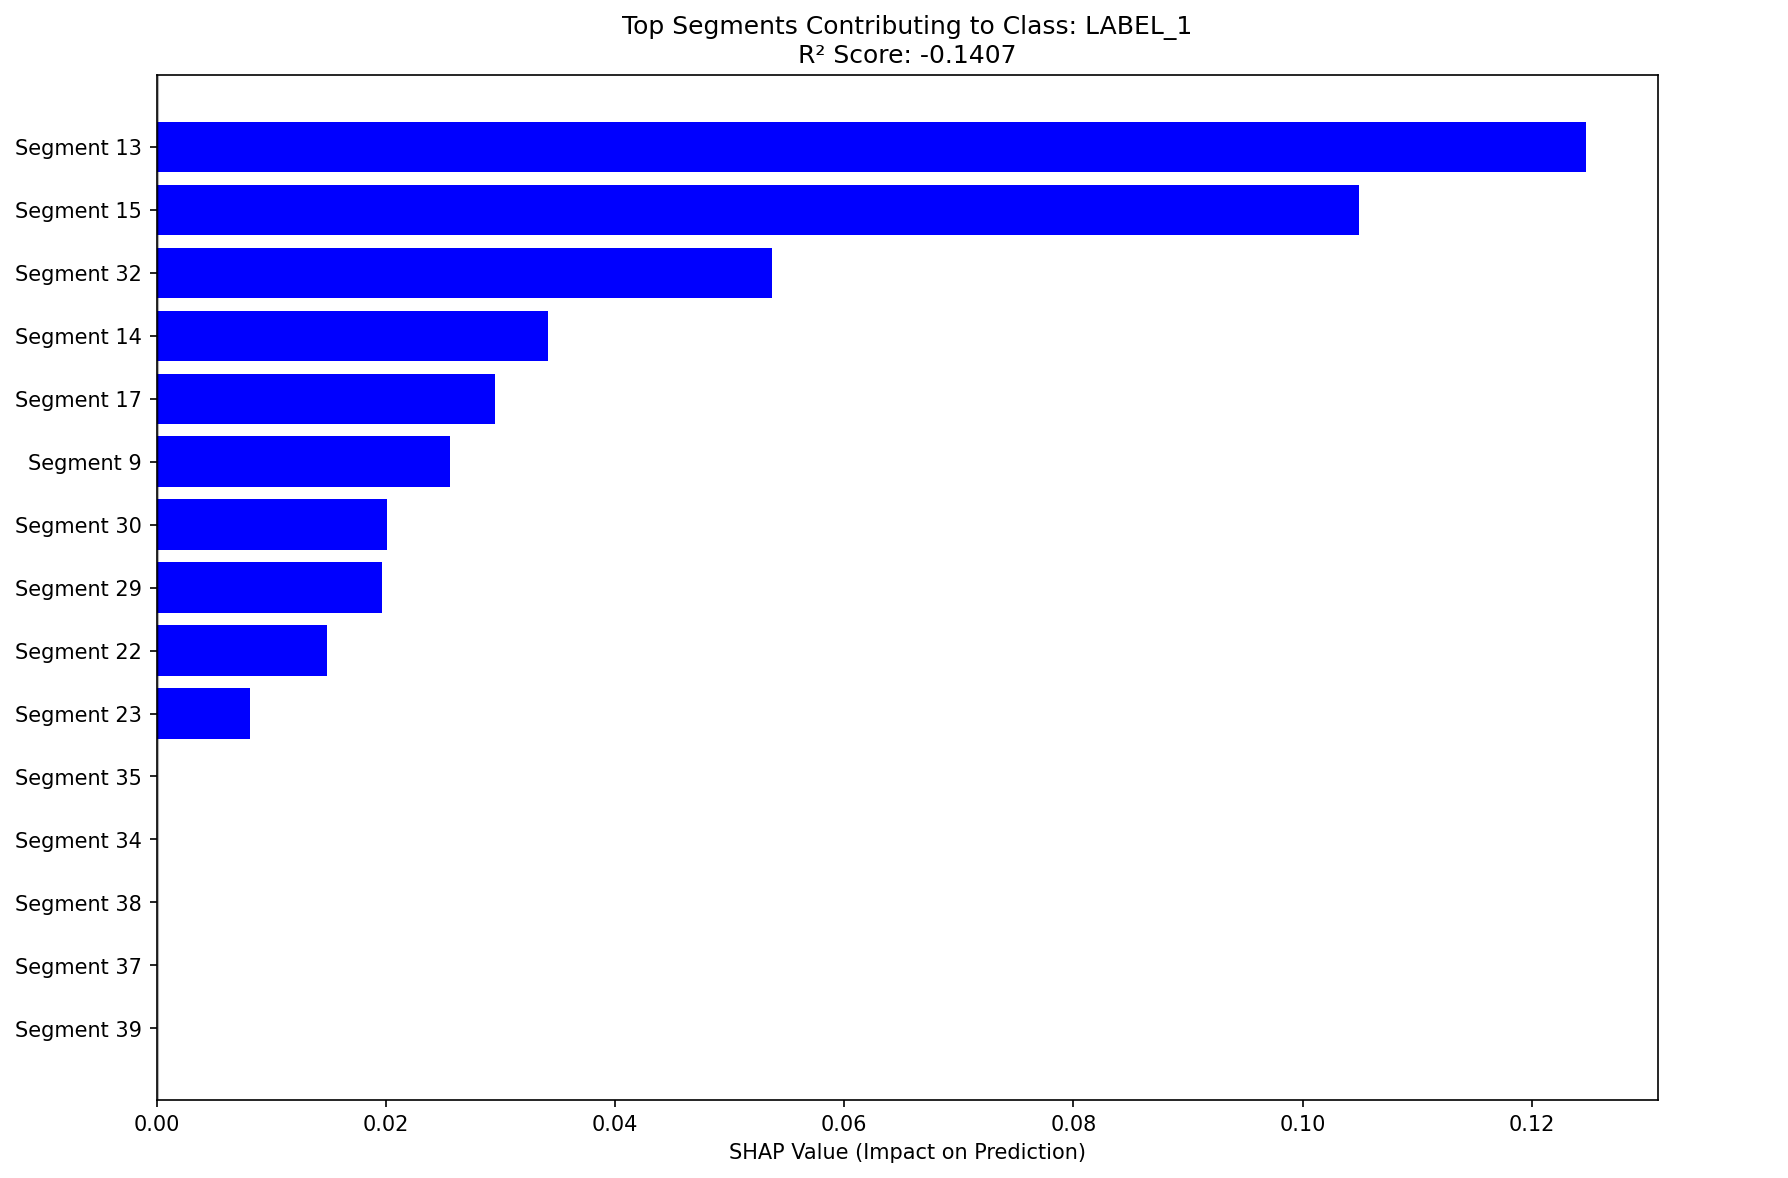 Top Segments Contributing to Class: LABEL_1
R² Score: -0.1407
Segment 13
Segment 15
Segment 32
Segment 14
Segment 17
Segment 9
Segment 30
Segment 29
Segment 22
Segment 23
Segment 35
Segment 34
Segment 38
Segment 37
Segment 39
0.00 0.02 0.04 0.06 0.08 0.10 0.12
SHAP Value (Impact on Prediction)